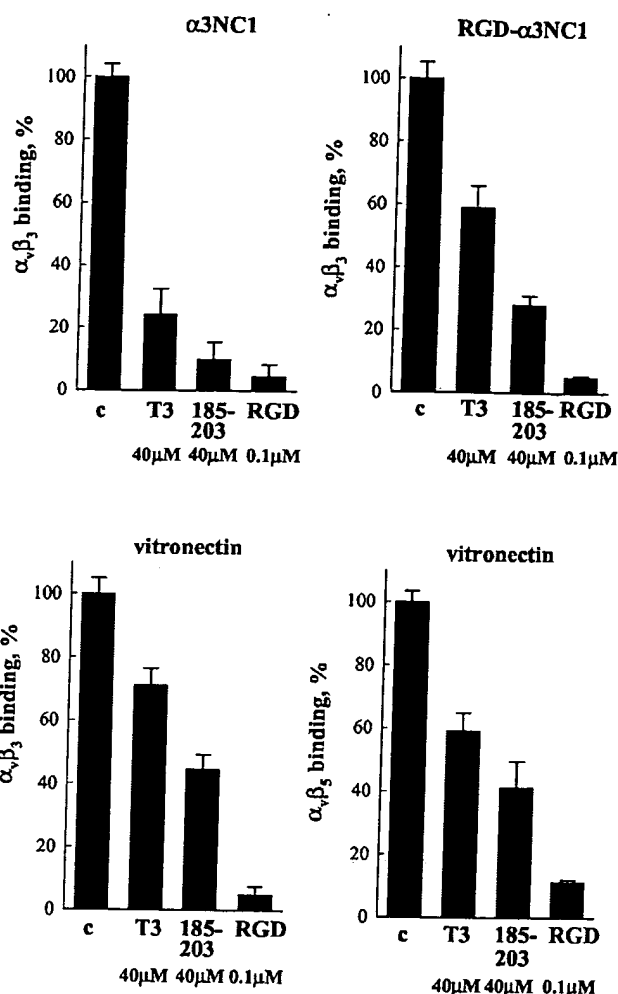 α3NC1
αvβ3 binding, %
100
80
60
40
20
0
c T3 185-203 RGD
40μM 40μM 0.1μM
RGD-α3NC1
αvβ3 binding, %
100
80
60
40
20
0
c T3 185-203 RGD
40μM 40μM 0.1μM
vitronectin
αvβ3 binding, %
100
80
60
40
20
0
c T3 185-203 RGD
40μM 40μM 0.1μM
vitronectin
αvβ5 binding, %
100
80
60
40
20
0
c T3 185-203 RGD
40μM 40μM 0.1μM